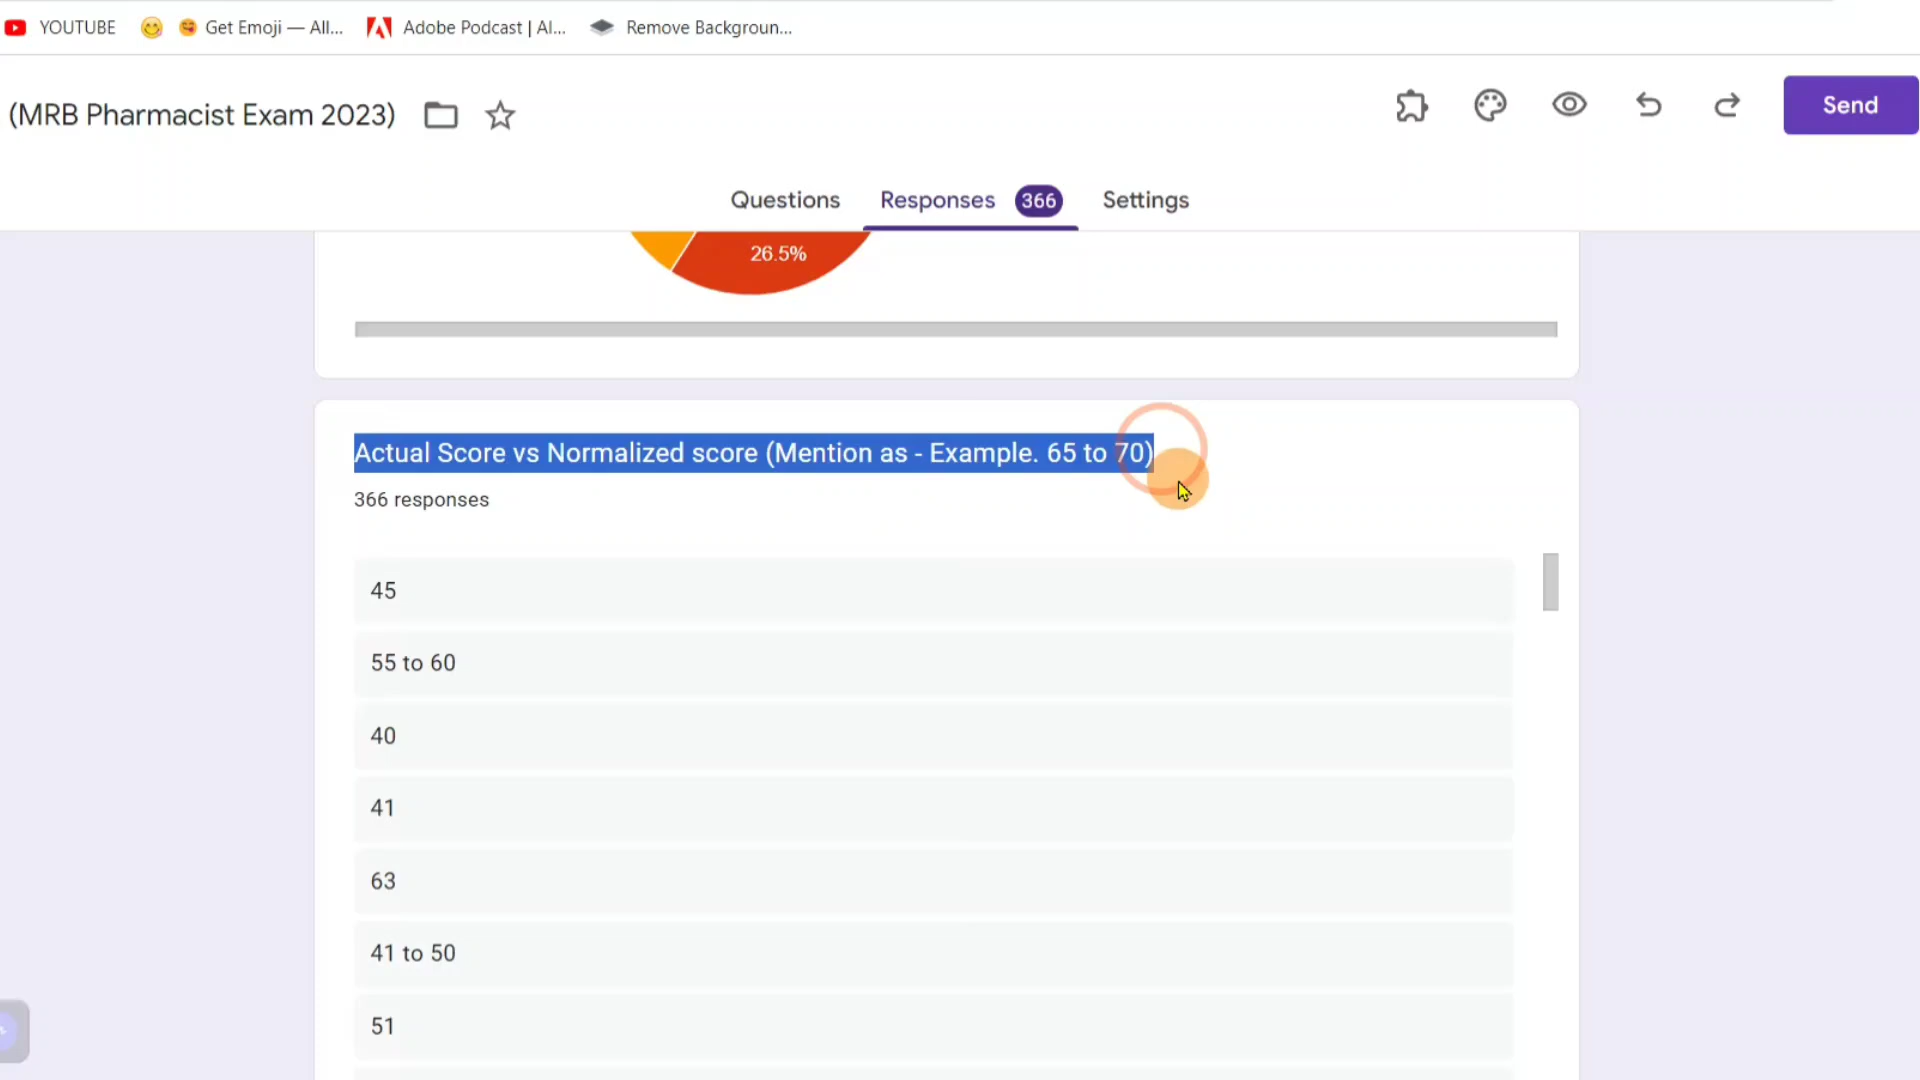 YOUTUBE
Get Emoji — All...
Adobe Podcast | AI...
Remove Backgroun...
(MRB Pharmacist Exam 2023)
Send
Questions
Responses
366
Settings
26.5%
Actual Score vs Normalized score (Mention as - Example. 65 to 70)
366 responses
45
55 to 60
40
41
63
41 to 50
51